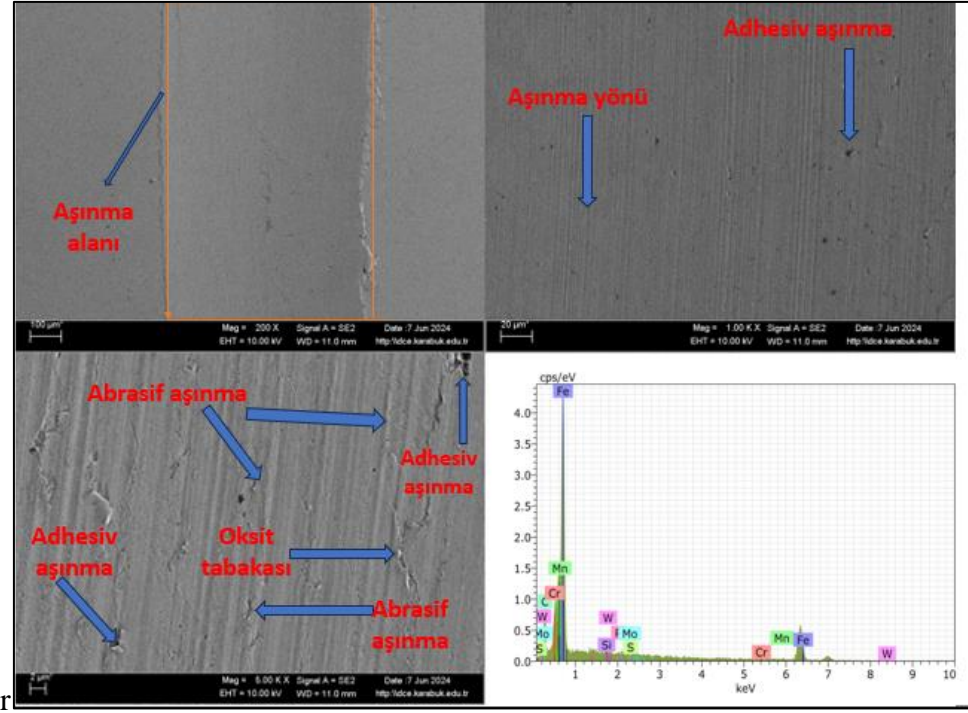 Aşınma
alanı
100 µm
Mag = 200 X Signal A = SE2 Date :7 Jun 2024
EHT = 10.00 kV WD = 11.0 mm http://idce.karabuk.edu.tr
Adhesiv aşınma
Aşınma yönü
20 µm
Mag = 1.00 K X Signal A = SE2 Date :7 Jun 2024
EHT = 10.00 kV WD = 11.0 mm http://idce.karabuk.edu.tr
Abrasif aşınma
Adhesiv
aşınma
Adhesiv
aşınma
Oksit
tabakası
Abrasif
aşınma
2 µm
Mag = 5.00 K X Signal A = SE2 Date :7 Jun 2024
EHT = 10.00 kV WD = 11.0 mm http://idce.karabuk.edu.tr
cps/eV
Fe
4.0
3.5
3.0
2.5
2.0
Mn
1.5
Cr
C
1.0
W W
Mo Mo Mn Fe
0.5
S Si S Cr W
0.0
1 2 3 4 5 6 7 8 9 10
keV
r